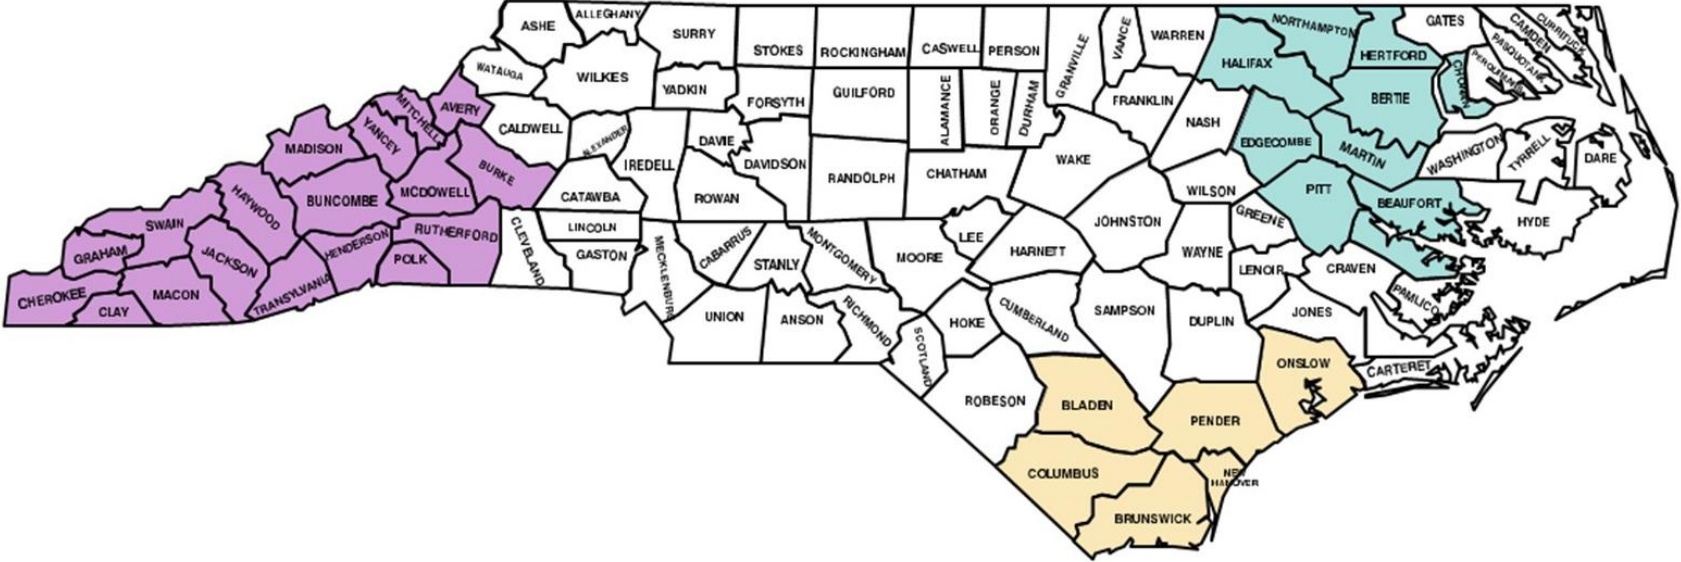 ASHE
ALLEGHANY
SURRY
STOKES
ROCKINGHAM
CASWELL
PERSON
GRANVILLE
VANCE
WARREN
NORTHAMPTON
GATES
CAMDEN
CURRITUCK
PASQUOTANK
PERQUIMANS
CHOWAN
HERTFORD
HALIFAX
BERTIE
WATAUGA
WILKES
YADKIN
FORSYTH
GUILFORD
ALAMANCE
ORANGE
DURHAM
FRANKLIN
NASH
EDGECOMBE
MARTIN
WASHINGTON
TYRRELL
DARE
AVERY
MITCHELL
YANCEY
MADISON
CALDWELL
ALEXANDER
IREDELL
DAVIE
DAVIDSON
RANDOLPH
CHATHAM
WAKE
WILSON
PITT
BEAUFORT
HYDE
HAYWOOD
BUNCOMBE
MCDOWELL
BURKE
CATAWBA
ROWAN
JOHNSTON
GREENE
SWAIN
GRAHAM
JACKSON
HENDERSON
RUTHERFORD
POLK
CLEVELAND
LINCOLN
GASTON
MECKLENBURG
CABARRUS
STANLY
MONTGOMERY
MOORE
LEE
HARNETT
WAYNE
LENOIR
CRAVEN
PAMLICO
CHEROKEE
CLAY
MACON
TRANSYLVANIA
UNION
ANSON
RICHMOND
SCOTLAND
HOKE
CUMBERLAND
SAMPSON
DUPLIN
JONES
ONSLOW
CARTERET
ROBESON
BLADEN
PENDER
COLUMBUS
NEW
HANOVER
BRUNSWICK